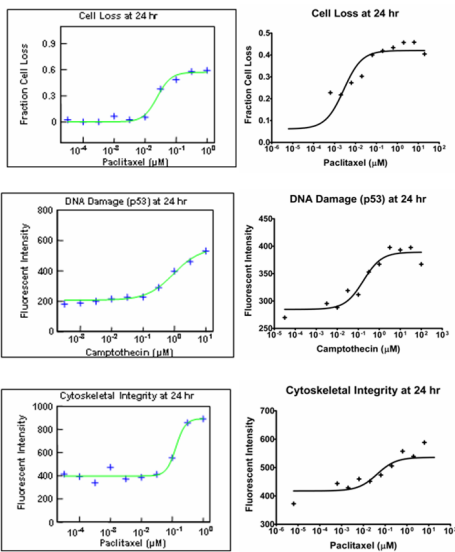 Cell Loss at 24 hr
Fraction Cell Loss
0.9
0.6
0.3
0
10⁻⁴ 10⁻³ 10⁻² 10⁻¹ 10⁰
Paclitaxel (µM)
Cell Loss at 24 hr
Fraction Cell Loss
0.5
0.4
0.3
0.2
0.1
0.0
10⁻⁶ 10⁻⁵ 10⁻⁴ 10⁻³ 10⁻² 10⁻¹ 10⁰ 10¹ 10²
Paclitaxel (µM)
DNA Damage (p53) at 24 hr
Fluorescent Intensity
800
600
400
200
0
10⁻² 10⁻¹ 10⁰ 10¹
Camptothecin (µM)
DNA Damage (p53) at 24 hr
Fluorescent Intensity
450
400
350
300
250
10⁻⁵ 10⁻⁴ 10⁻³ 10⁻² 10⁻¹ 10⁰ 10¹ 10² 10³
Camptothecin (µM)
Cytoskeletal Integrity at 24 hr
Fluorescent Intensity
1000
800
600
400
200
0
10⁻⁴ 10⁻³ 10⁻² 10⁻¹ 10⁰
Paclitaxel (µM)
Cytoskeletal Integrity at 24 hr
Fluorescent Intensity
700
600
500
400
300
10⁻⁶ 10⁻⁵ 10⁻⁴ 10⁻³ 10⁻² 10⁻¹ 10⁰ 10¹ 10²
Paclitaxel (µM)